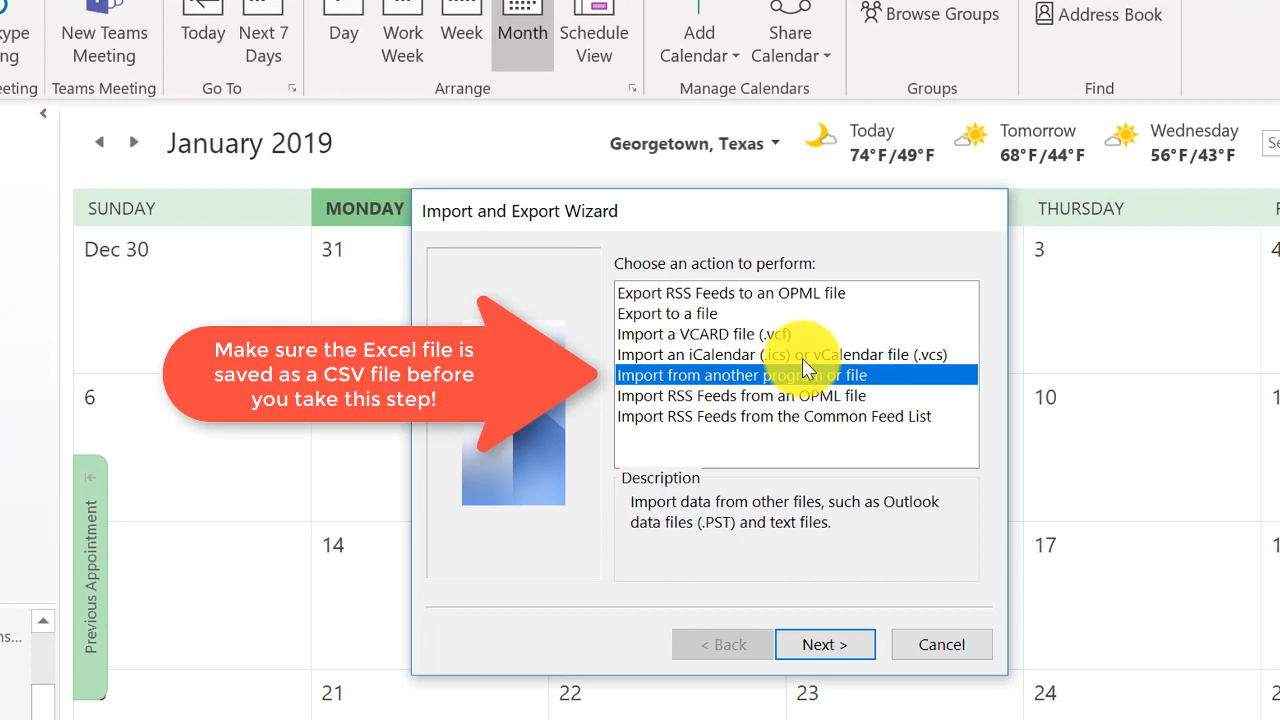 New Teams
Meeting
Today
Next 7
Days
Day
Work
Week
Week
Month
Schedule
View
Add
Calendar
Share
Calendar
Browse Groups
Address Book
Teams Meeting
Go To
Arrange
Manage Calendars
Groups
Find
January 2019
Georgetown, Texas
Today
74°F/49°F
Tomorrow
68°F/44°F
Wednesday
56°F/43°F
SUNDAY
MONDAY
THURSDAY
Dec 30
31
3
4
Import and Export Wizard
Choose an action to perform:
Export RSS Feeds to an OPML file
Export to a file
Import a VCARD file (.vcf)
Import an iCalendar (.ics) or vCalendar file (.vcs)
Import from another program or file
Import RSS Feeds from an OPML file
Import RSS Feeds from the Common Feed List
Make sure the Excel file is
saved as a CSV file before
you take this step!
Description
Import data from other files, such as Outlook
data files (.PST) and text files.
< Back
Next >
Cancel
6
10
Previous Appointment
14
17
21
22
23
24